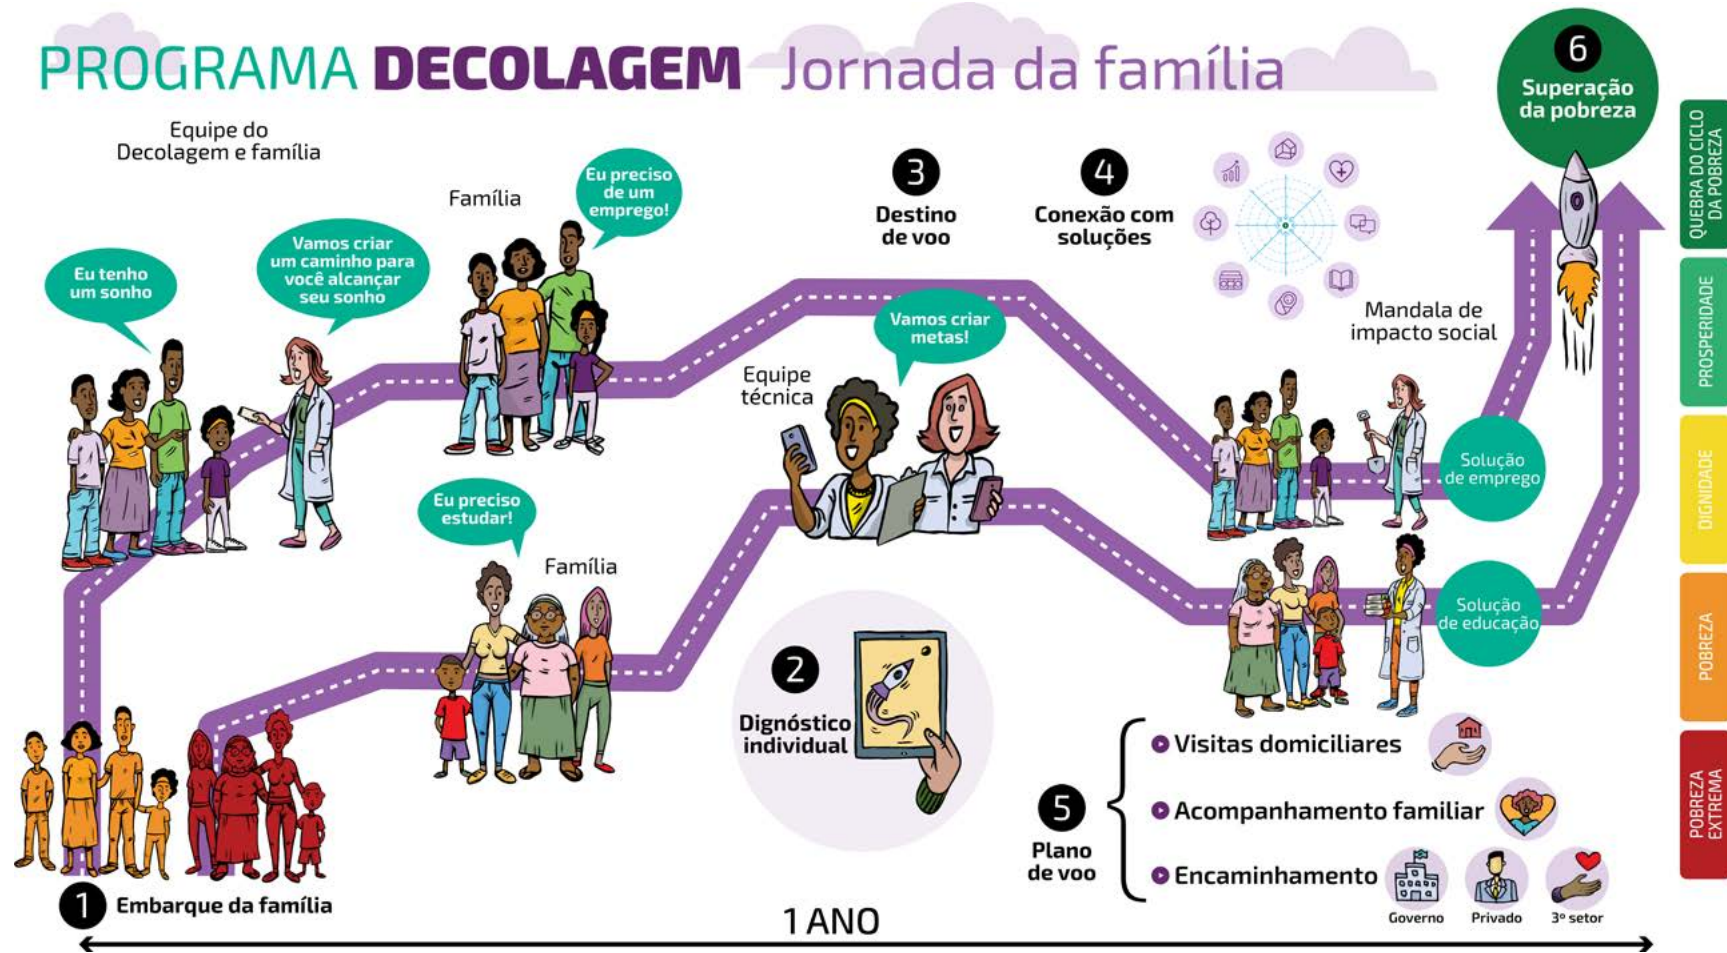 PROGRAMA DECOLAGEM Jornada da família
Equipe do
Decolagem e família
Eu tenho
um sonho
Vamos criar
um caminho para
você alcançar
seu sonho
Família
Eu preciso
de um
emprego!
Eu preciso
estudar!
Família
1 Embarque da família
2
Dignóstico
individual
Equipe
técnica
Vamos criar
metas!
3
Destino
de voo
4
Conexão com
soluções
Mandala de
impacto social
Solução
de emprego
Solução
de educação
5
Plano
de voo
Visitas domiciliares
Acompanhamento familiar
Encaminhamento
Governo
Privado
3º setor
6
Superação
da pobreza
1 ANO
QUEBRA DO CICLO
DA POBREZA
PROSPERIDADE
DIGNIDADE
POBREZA
POBREZA
EXTREMA